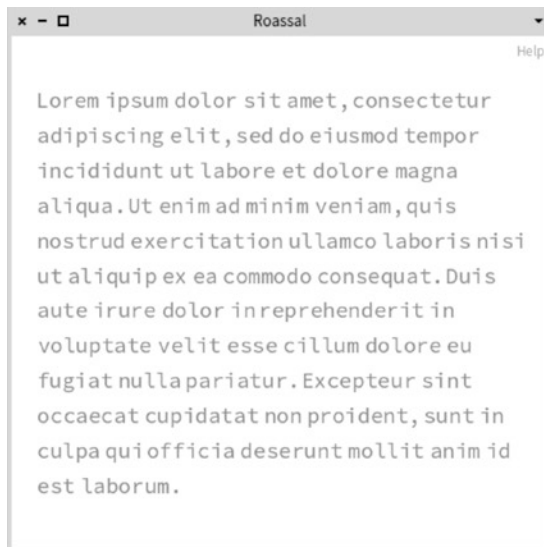 Roassal
Help
Lorem ipsum dolor sit amet, consectetur
adipiscing elit, sed do eiusmod tempor
incididunt ut labore et dolore magna
aliqua. Ut enim ad minim veniam, quis
nostrud exercitation ullamco laboris nisi
ut aliquip ex ea commodo consequat. Duis
aute irure dolor in reprehenderit in
voluptate velit esse cillum dolore eu
fugiat nulla pariatur. Excepteur sint
occaecat cupidatat non proident, sunt in
culpa qui officia deserunt mollit anim id
est laborum.